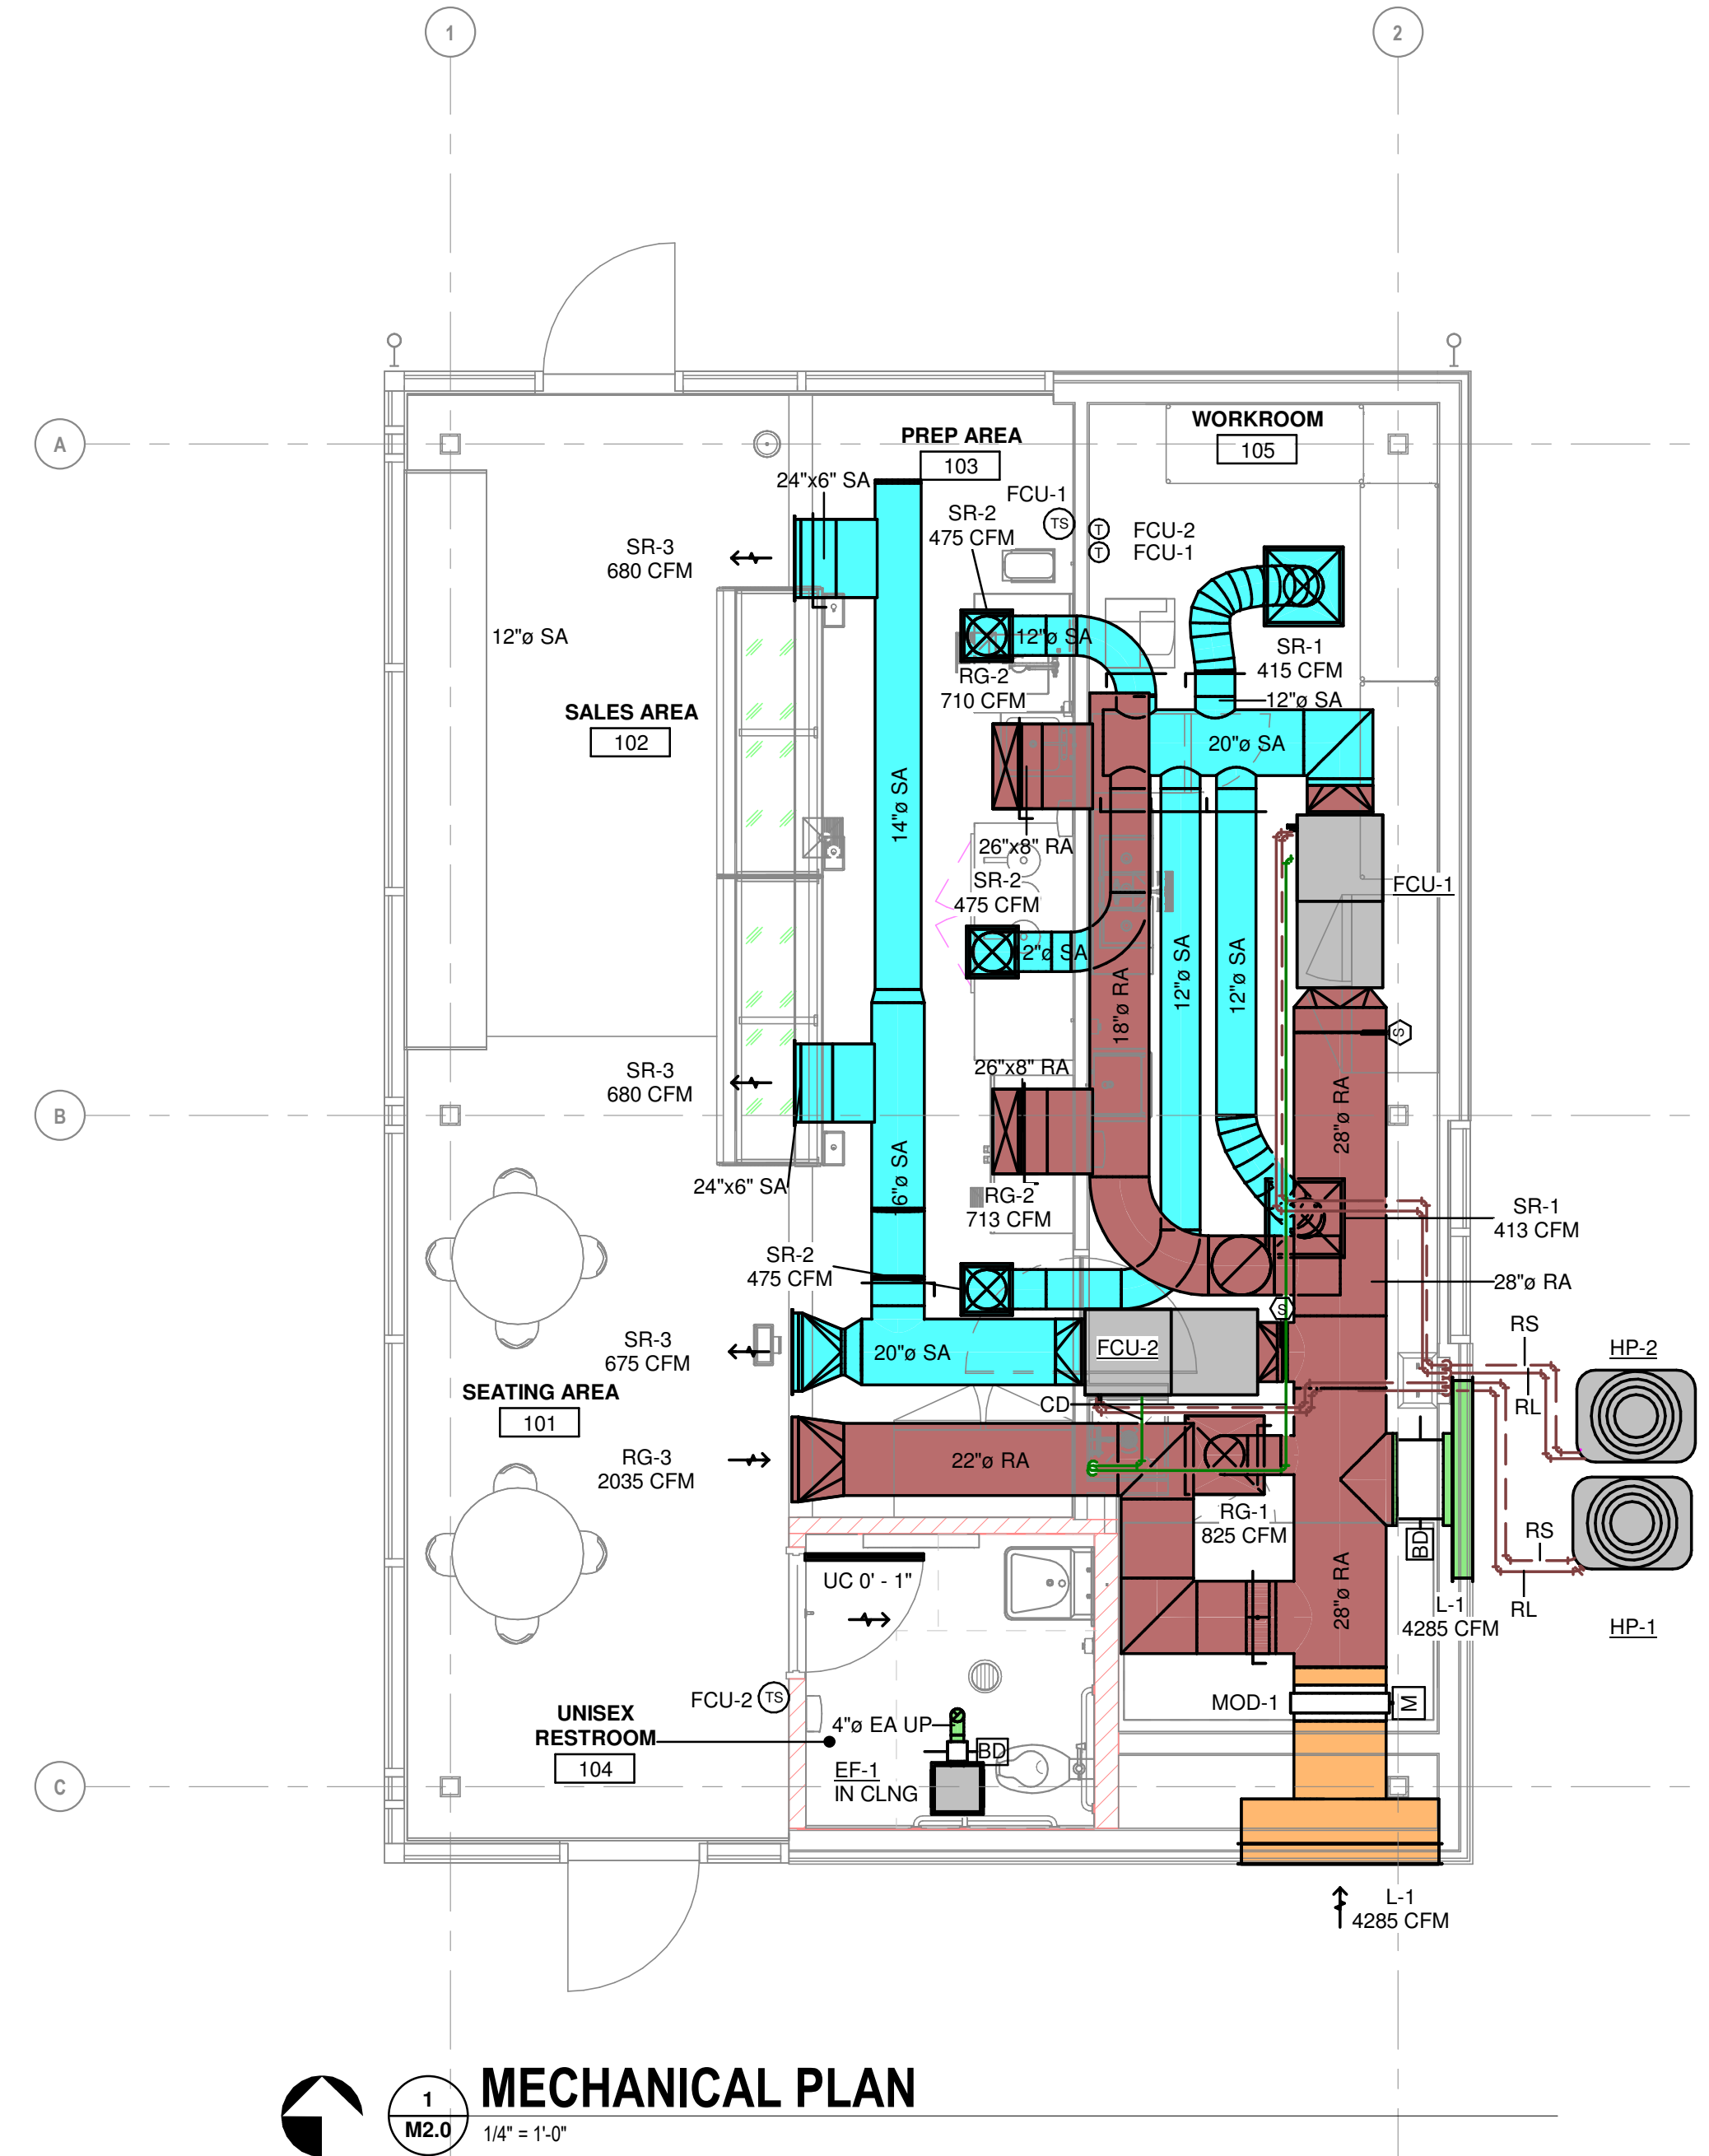 1
2
A
WORKROOM
105
PREP AREA
103
24"x6" SA
FCU-1
TS
SR-2
475 CFM
T
FCU-2
T
FCU-1
SR-3
680 CFM
12"ø SA
12"ø SA
SR-1
415 CFM
RG-2
710 CFM
12"ø SA
SALES AREA
102
20"ø SA
14"ø SA
26"x8" RA
SR-2
475 CFM
FCU-1
2"ø SA
18"ø RA
12"ø SA
12"ø SA
S
26"x8" RA
28"ø RA
SR-3
680 CFM
B
24"x6" SA
6"ø SA
RG-2
713 CFM
SR-1
413 CFM
SR-2
475 CFM
28"ø RA
S
RS
SR-3
675 CFM
20"ø SA
FCU-2
HP-2
SEATING AREA
101
CD
RL
RG-3
2035 CFM
22"ø RA
RG-1
825 CFM
RS
BD
UC 0' - 1"
28"ø RA
L-1
4285 CFM
RL
HP-1
FCU-2
TS
MOD-1
M
UNISEX
RESTROOM
104
4"ø EA UP
BD
EF-1
IN CLNG
C
L-1
4285 CFM
1
M2.0
MECHANICAL PLAN
1/4" = 1'-0"